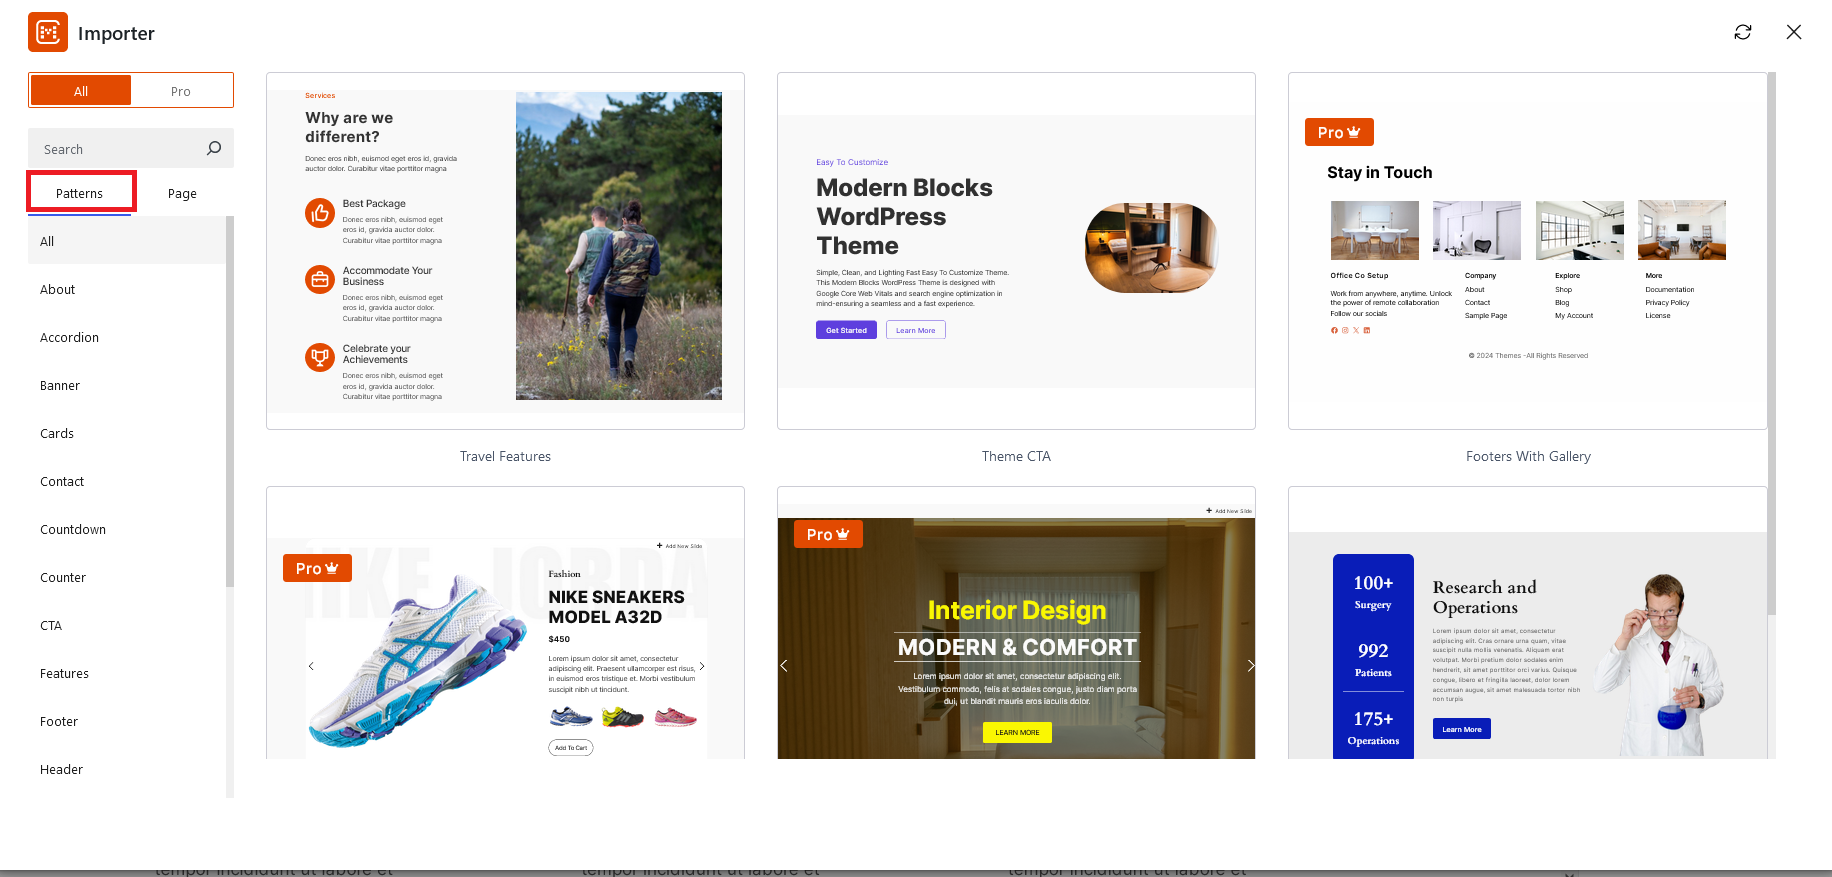 Importer
All
Pro
Search
Patterns
Page
All
About
Accordion
Banner
Cards
Contact
Countdown
Counter
CTA
Features
Footer
Header
Services
Why are we
different?
Donec eros nibh, euismod eget eros id, gravida
auctor dolor. Curabitur vitae porttitor magna
Best Package
Donec eros nibh, euismod eget
eros id, gravida auctor dolor.
Curabitur vitae porttitor magna
Accommodate Your
Business
Donec eros nibh, euismod eget
eros id, gravida auctor dolor.
Curabitur vitae porttitor magna
Celebrate your
Achievements
Donec eros nibh, euismod eget
eros id, gravida auctor dolor.
Curabitur vitae porttitor magna
Travel Features
Easy To Customize
Modern Blocks
WordPress
Theme
Simple, Clean, and Lighting Fast Easy To Customize Theme.
This Modern Blocks WordPress Theme is designed with
Google Core Web Vitals and search engine optimization in
mind-ensuring a seamless and a fast experience.
Get Started
Learn More
Theme CTA
Pro
Stay in Touch
Office Co Setup
Work from anywhere, anytime. Unlock
the power of remote collaboration
Follow our socials
Company
About
Contact
Sample Page
Explore
Shop
Blog
My Account
More
Documentation
Privacy Policy
License
© 2024 Themes -All Rights Reserved
Footers With Gallery
+ Add New Slide
Pro
NIKE JORDA
Fashion
NIKE SNEAKERS
MODEL A32D
$450
Lorem ipsum dolor sit amet, consectetur
adipiscing elit. Praesent ullamcorper est risus,
in euismod eros tristique et. Morbi vestibulum
suscipit nibh ut tincidunt.
Add To Cart
+ Add New Slide
Pro
Interior Design
MODERN & COMFORT
Lorem ipsum dolor sit amet, consectetur adipiscing elit.
Vestibulum commodo, felis at sodales congue, justo diam porta
dui, ut blandit mauris eros iaculis dolor.
LEARN MORE
100+
Surgery
992
Patients
175+
Operations
Research and
Operations
Lorem ipsum dolor sit amet, consectetur
adipiscing elit. Cras ornare urna quam, vitae
suscipit nulla mollis venenatis. Aliquam erat
volutpat. Morbi pretium dolor sodales enim
hendrerit, sit amet porttitor orci varius. Quisque
congue, libero et fringilla laoreet, dolor lorem
accumsan augue, sit amet malesuada tortor nibh
non turpis
Learn More
tempor incididunt ut labore et
tempor incididunt ut labore et
tempor incididunt ut labore et